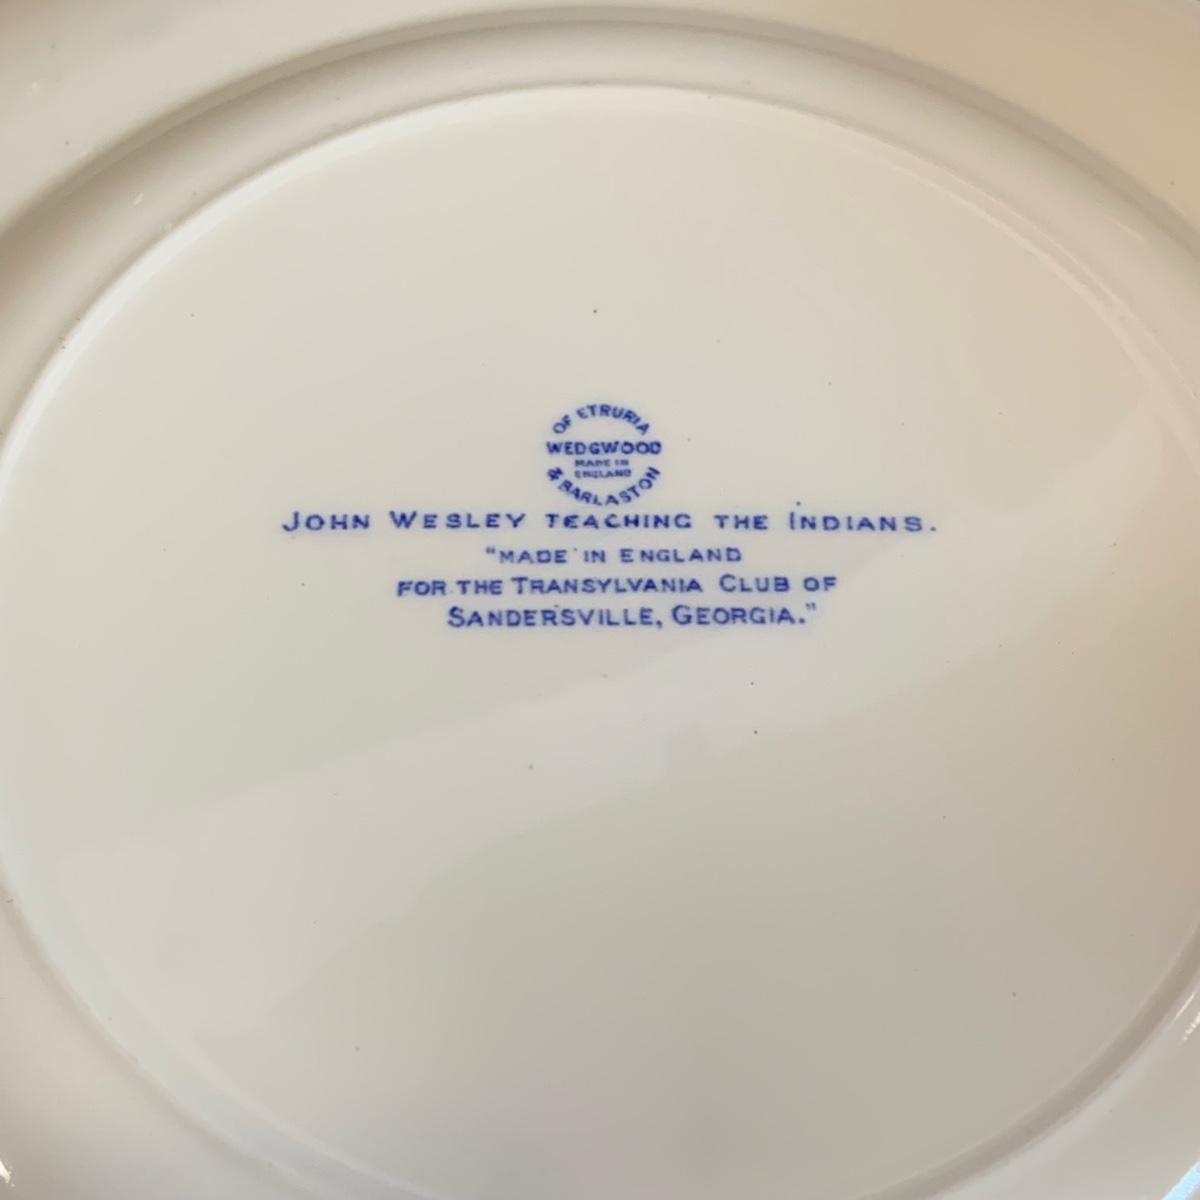 OF ETRURIA
WEDGWOOD
MADE IN
ENGLAND
& BARLASTON
JOHN WESLEY TEACHING THE INDIANS.
"MADE IN ENGLAND
FOR THE TRANSYLVANIA CLUB OF
SANDERSVILLE, GEORGIA."